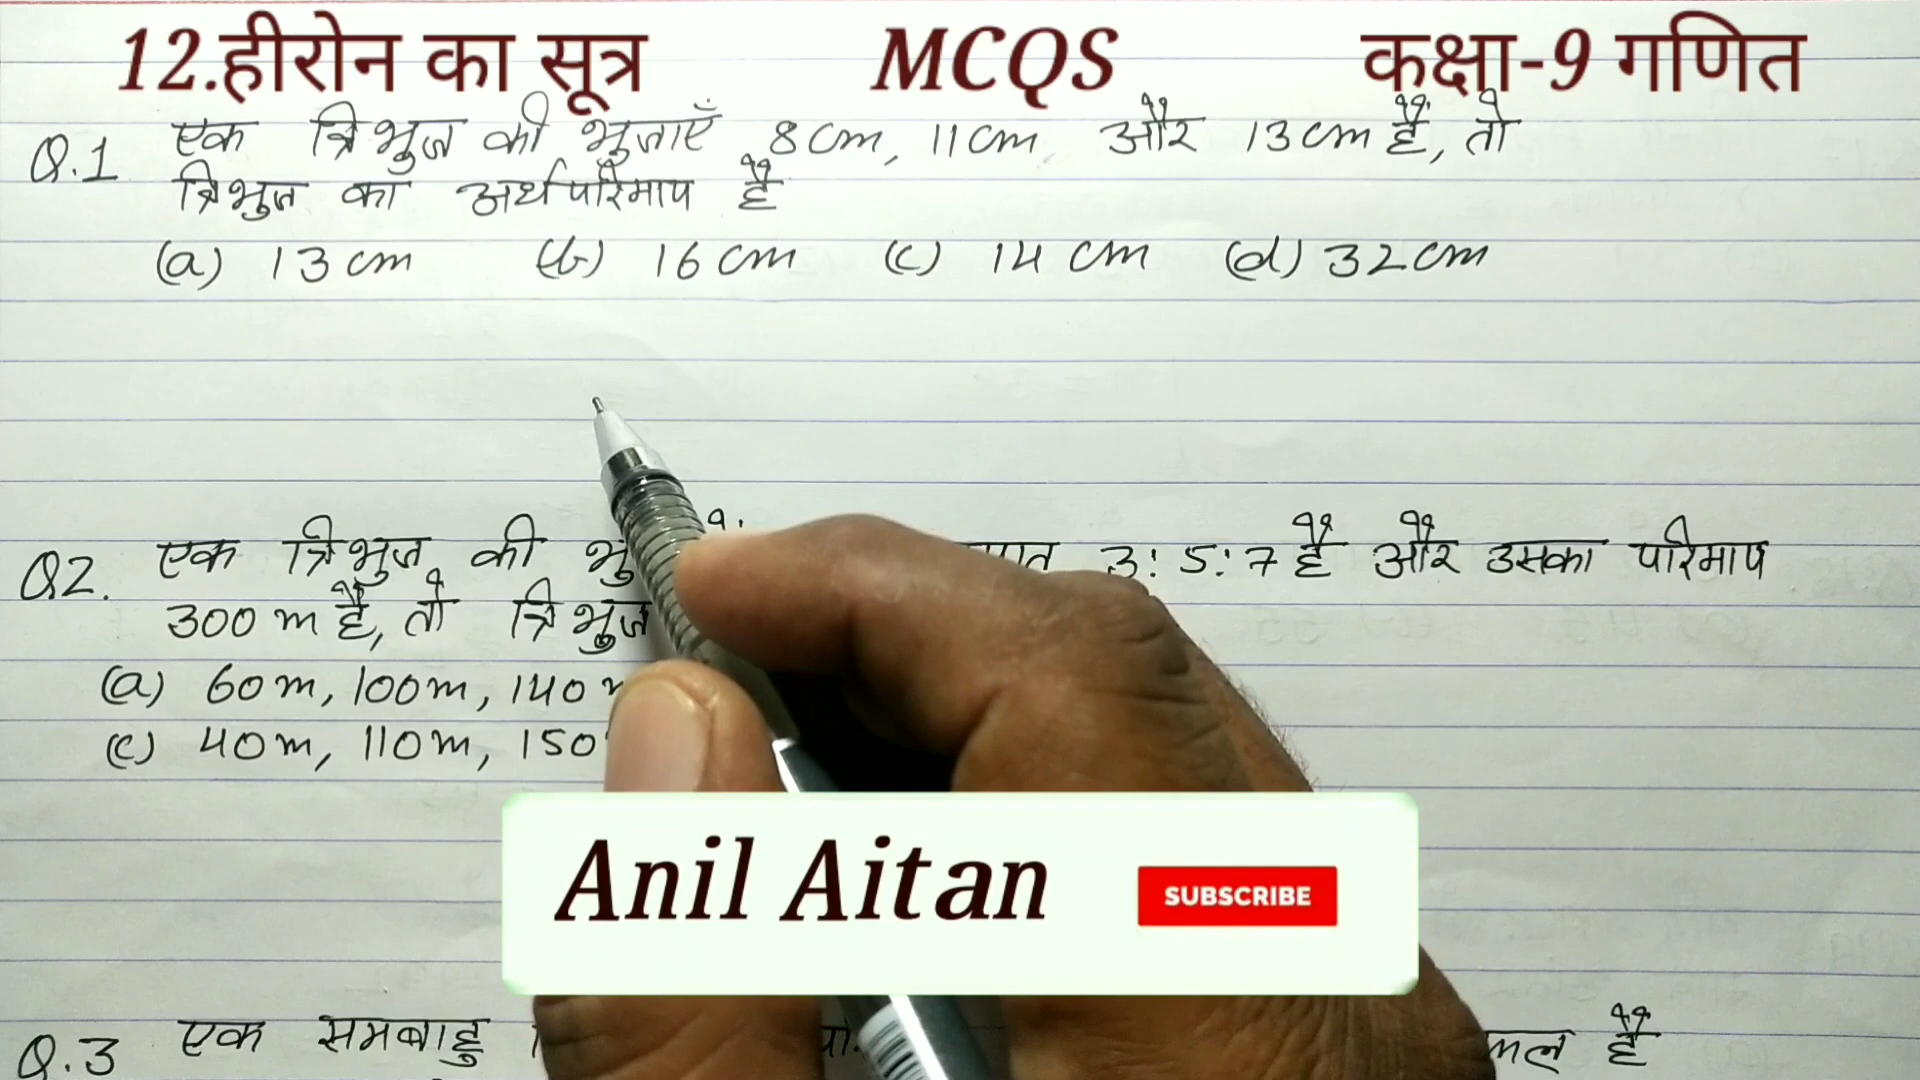 12.हीरोन का सूत्र MCQS कक्षा-9 गणित
Q.1 एक त्रिभुज की भुजाएँ 8cm, 11cm और 13cm है, तो
त्रिभुज का अर्धपरिमाप है
(a) 13cm (b) 16cm (c) 14cm (d) 32cm
Q2. एक त्रिभुज की 3:5:7 है और उसका परिमाप
300m है, तो त्रिभुज
(a) 60m, 100m, 140
(c) 40m, 110m, 150
Anil Aitan SUBSCRIBE
Q.3 एक समबाहु है